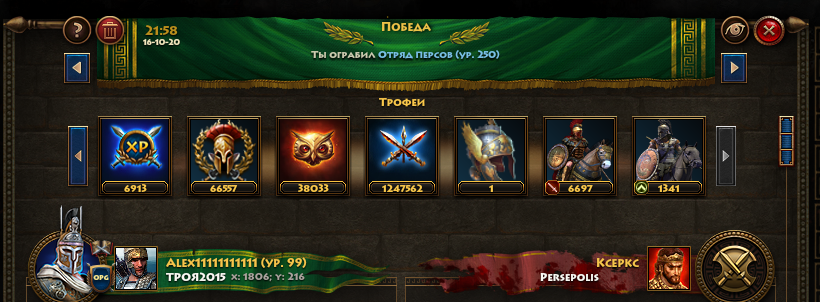 ?
21:58
16-10-20
Победа
Ты ограбил Отряд персов (ур. 250)
Трофеи
XP
6913
66557
38033
1247562
1
6697
1341
OPG
Alex11111111111 (ур. 99)
ТРОЯ2015 X: 1806; Y: 216
Ксеркс
Persepolis